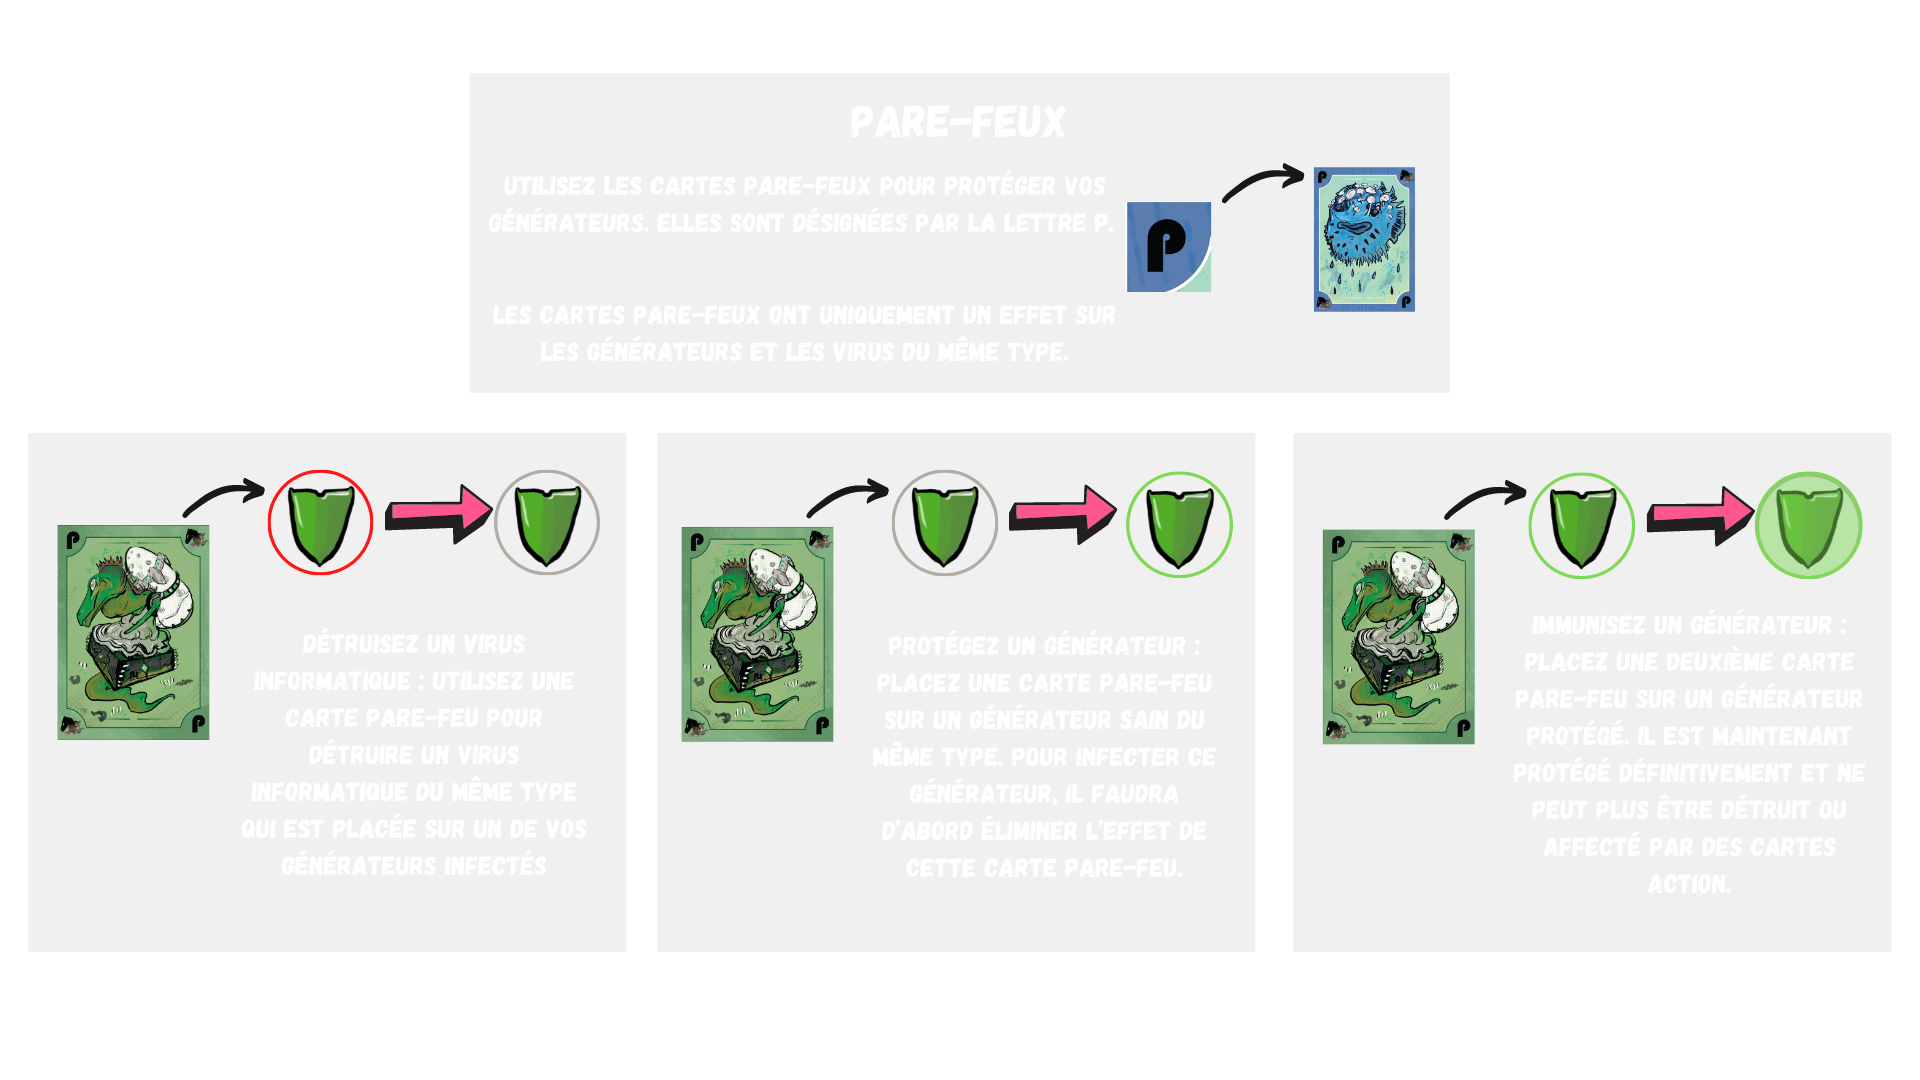 PARE-FEUX
UTILISEZ LES CARTES PARE-FEUX POUR PROTÉGER VOS
GÉNÉRATEURS. ELLES SONT DÉSIGNÉES PAR LA LETTRE P.
P
P
P
LES CARTES PARE-FEUX ONT UNIQUEMENT UN EFFET SUR
LES GÉNÉRATEURS ET LES VIRUS DU MÊME TYPE.
P
P
DÉTRUISEZ UN VIRUS
INFORMATIQUE : UTILISEZ UNE
CARTE PARE-FEU POUR
DÉTRUIRE UN VIRUS
INFORMATIQUE DU MÊME TYPE
QUI EST PLACÉE SUR UN DE VOS
GÉNÉRATEURS INFECTÉS
P
P
PROTÉGEZ UN GÉNÉRATEUR :
PLACEZ UNE CARTE PARE-FEU
SUR UN GÉNÉRATEUR SAIN DU
MÊME TYPE. POUR INFECTER CE
GÉNÉRATEUR, IL FAUDRA
D'ABORD ÉLIMINER L'EFFET DE
CETTE CARTE PARE-FEU.
P
P
IMMUNISEZ UN GÉNÉRATEUR :
PLACEZ UNE DEUXIÈME CARTE
PARE-FEU SUR UN GÉNÉRATEUR
PROTÉGÉ. IL EST MAINTENANT
PROTÉGÉ DÉFINITIVEMENT ET NE
PEUT PLUS ÊTRE DÉTRUIT OU
AFFECTÉ PAR DES CARTES
ACTION.